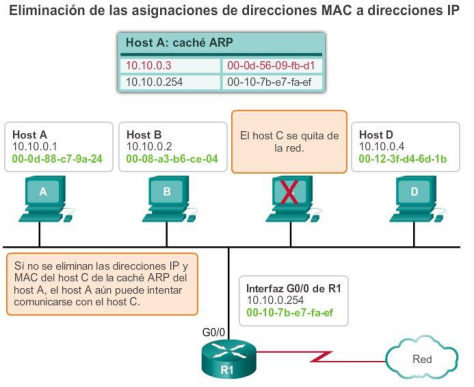 Eliminación de las asignaciones de direcciones MAC a direcciones IP
Host A: caché ARP
10.10.0.3 00-0d-56-09-fb-d1
10.10.0.254 00-10-7b-e7-fa-ef
Host A
10.10.0.1
00-0d-88-c7-9a-24
Host B
10.10.0.2
00-08-a3-b6-ce-04
El host C se quita de
la red.
Host D
10.10.0.4
00-12-3f-d4-6d-1b
A
B
X
D
Si no se eliminan las direcciones IP y
MAC del host C de la caché ARP del
host A, el host A aún puede intentar
comunicarse con el host C.
Interfaz G0/0 de R1
10.10.0.254
00-10-7b-e7-fa-ef
G0/0
R1
Red